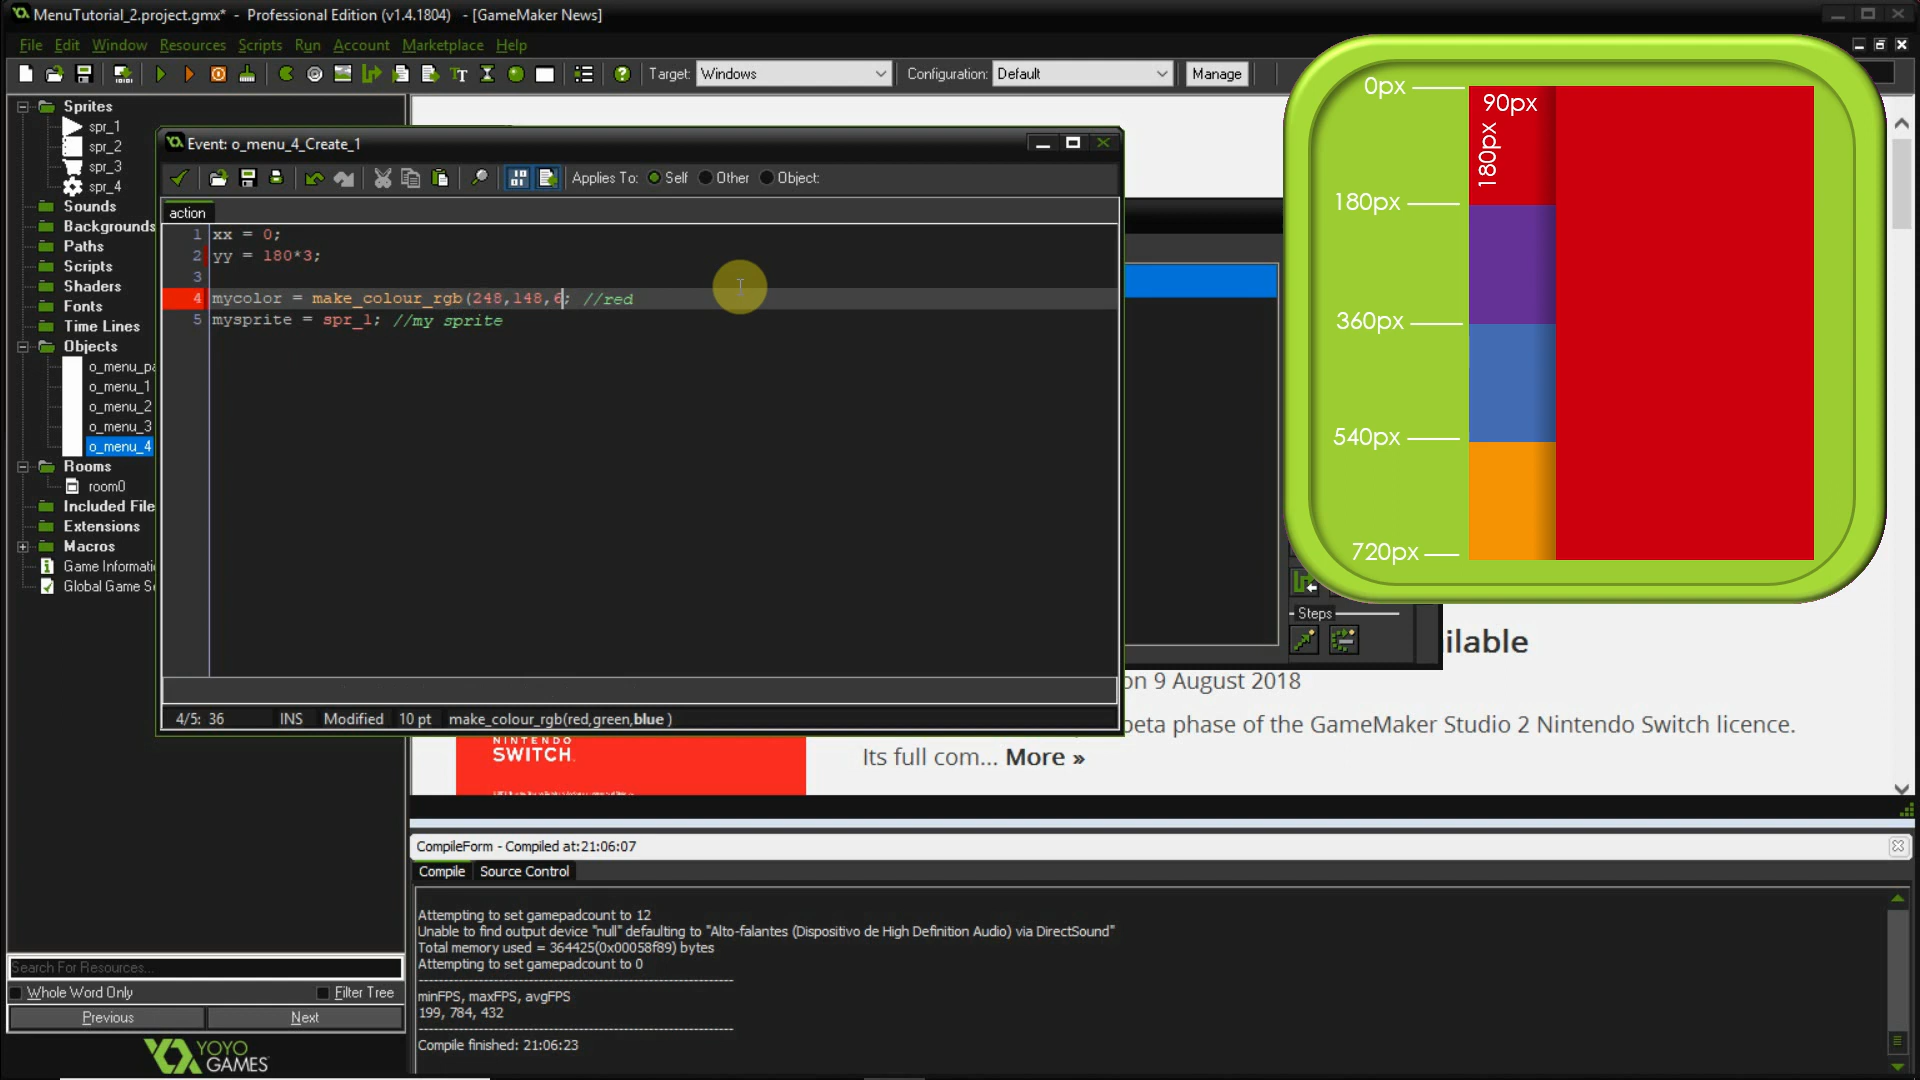 MenuTutorial_2.project.gmx* - Professional Edition (v1.4.1804) - [GameMaker News]
File Edit Window Resources Scripts Run Account Marketplace Help
Target: Windows Configuration: Default Manage
Sprites
spr_1
spr_2
spr_3
spr_4
Sounds
Backgrounds
Paths
Scripts
Shaders
Fonts
Time Lines
Objects
o_menu_pa
o_menu_1
o_menu_2
o_menu_3
o_menu_4
Rooms
room0
Included File
Extensions
Macros
Game Informati
Global Game Se
Search For Resources...
Whole Word Only Filter Tree
Previous Next
YOYO
GAMES
Event: o_menu_4_Create_1
Applies To: Self Other Object:
action
1 xx = 0;
2 yy = 180*3;
3
4 mycolor = make_colour_rgb(248,148,6; //red
5 mysprite = spr_1; //my sprite
4/5: 36 INS Modified 10 pt make_colour_rgb(red,green,blue )
0px
90px
180px
180px
360px
540px
720px
Steps
ilable
on 9 August 2018
beta phase of the GameMaker Studio 2 Nintendo Switch licence.
Its full com... More »
NINTENDO
SWITCH.
CompileForm - Compiled at:21:06:07
Compile Source Control
Attempting to set gamepadcount to 12
Unable to find output device "null" defaulting to "Alto-falantes (Dispositivo de High Definition Audio) via DirectSound"
Total memory used = 364425(0x00058f89) bytes
Attempting to set gamepadcount to 0
minFPS, maxFPS, avgFPS
199, 784, 432
Compile finished: 21:06:23